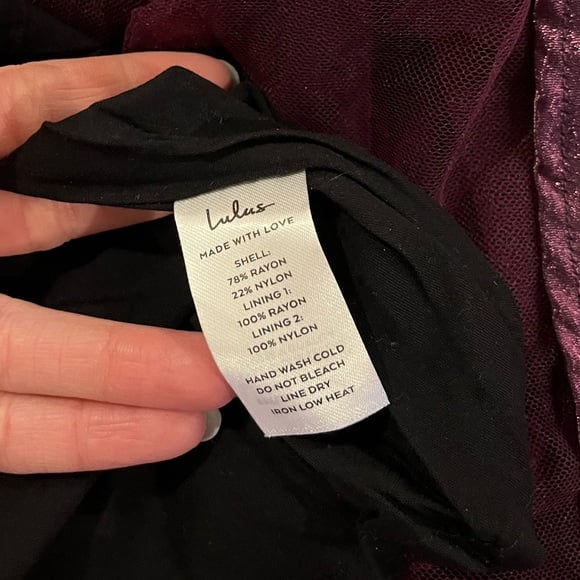 Lulus
MADE WITH LOVE
SHELL:
78% RAYON
22% NYLON
LINING 1:
100% RAYON
LINING 2:
100% NYLON
HAND WASH COLD
DO NOT BLEACH
LINE DRY
IRON LOW HEAT